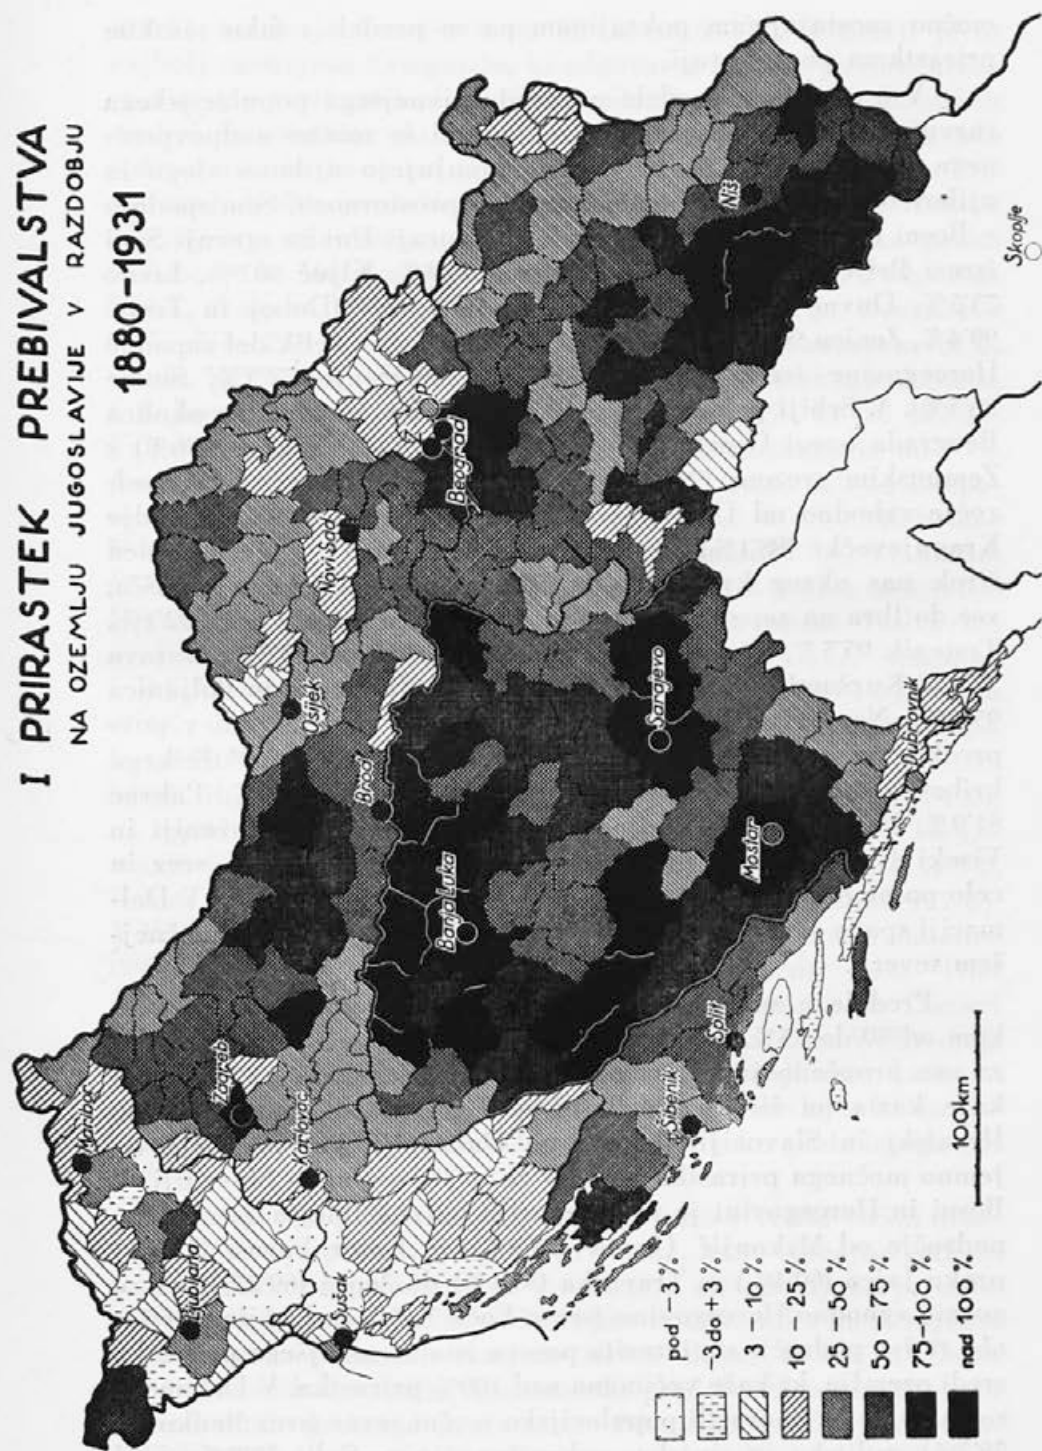 I PRIRASTEK PREBIVALSTVA
NA OZEMLJU JUGOSLAVIJE V RAZDOBJU
1880–1931
Maribor
Ljubljana
Zagreb
Karlovac
Sušak
Osijek
Brod
Novi Sad
Z.
P.
Beograd
Banja Luka
Sarajevo
Mostar
Šibenik
Split
Dubrovnik
Niš
Skopje
pod –3 %
–3 do +3 %
3 – 10 %
10 – 25 %
25 – 50 %
50 – 75 %
75–100 %
nad 100 %
100km